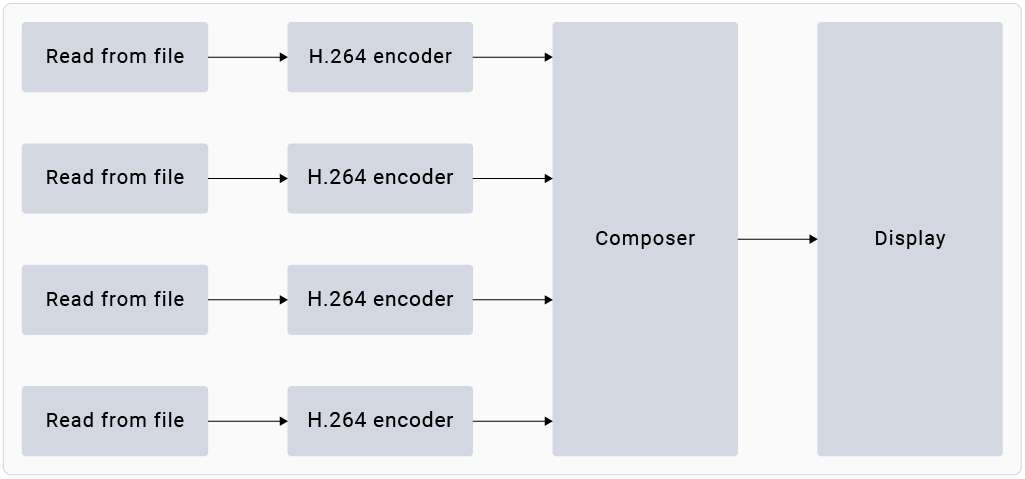 Read from file
H.264 encoder
Read from file
H.264 encoder
Composer
Display
Read from file
H.264 encoder
Read from file
H.264 encoder